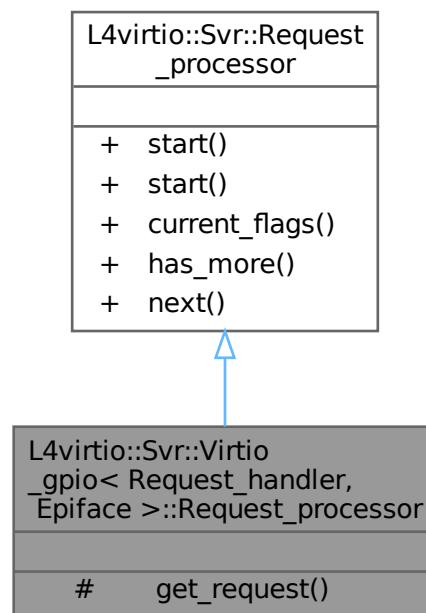 L4virtio::Svr::Request
_processor
+ start()
+ start()
+ current_flags()
+ has_more()
+ next()
L4virtio::Svr::Virtio
_gpio< Request_handler,
Epiface >::Request_processor
# get_request()